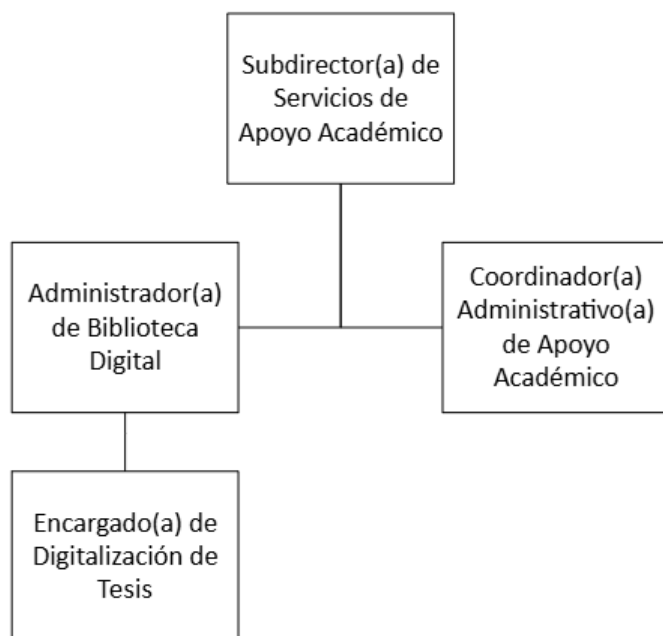 Subdirector(a) de
Servicios de
Apoyo Académico
Administrador(a)
de Biblioteca
Digital
Coordinador(a)
Administrativo(a)
de Apoyo
Académico
Encargado(a) de
Digitalización de
Tesis